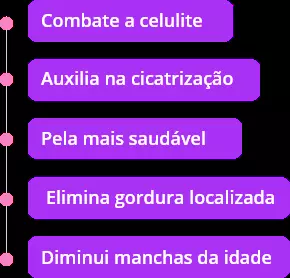 Combate a celulite
Auxilia na cicatrização
Pela mais saudável
Elimina gordura localizada
Diminui manchas da idade